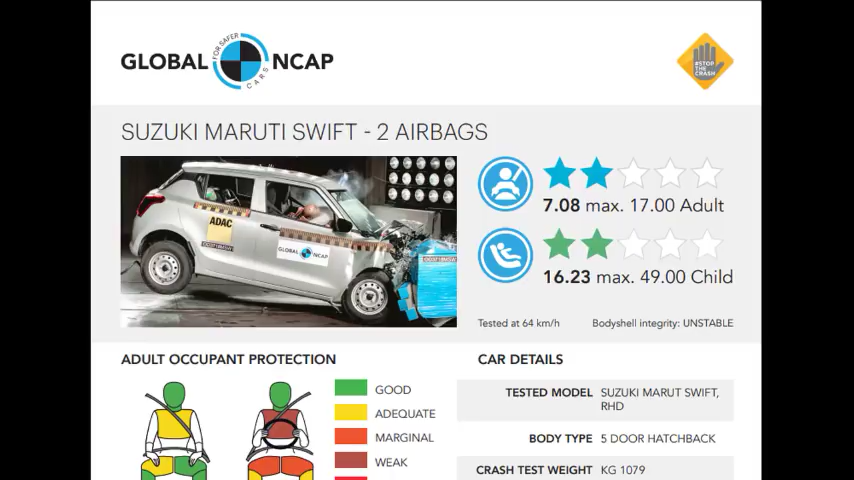 GLOBAL NCAP
FOR SAFER
CARS
#STOP
THE
CRASH
SUZUKI MARUTI SWIFT - 2 AIRBAGS
ADAC
GLOBAL NCAP
7.08 max. 17.00 Adult
16.23 max. 49.00 Child
Tested at 64 km/h
Bodyshell integrity: UNSTABLE
ADULT OCCUPANT PROTECTION
GOOD
ADEQUATE
MARGINAL
WEAK
CAR DETAILS
TESTED MODEL SUZUKI MARUT SWIFT,
RHD
BODY TYPE 5 DOOR HATCHBACK
CRASH TEST WEIGHT KG 1079